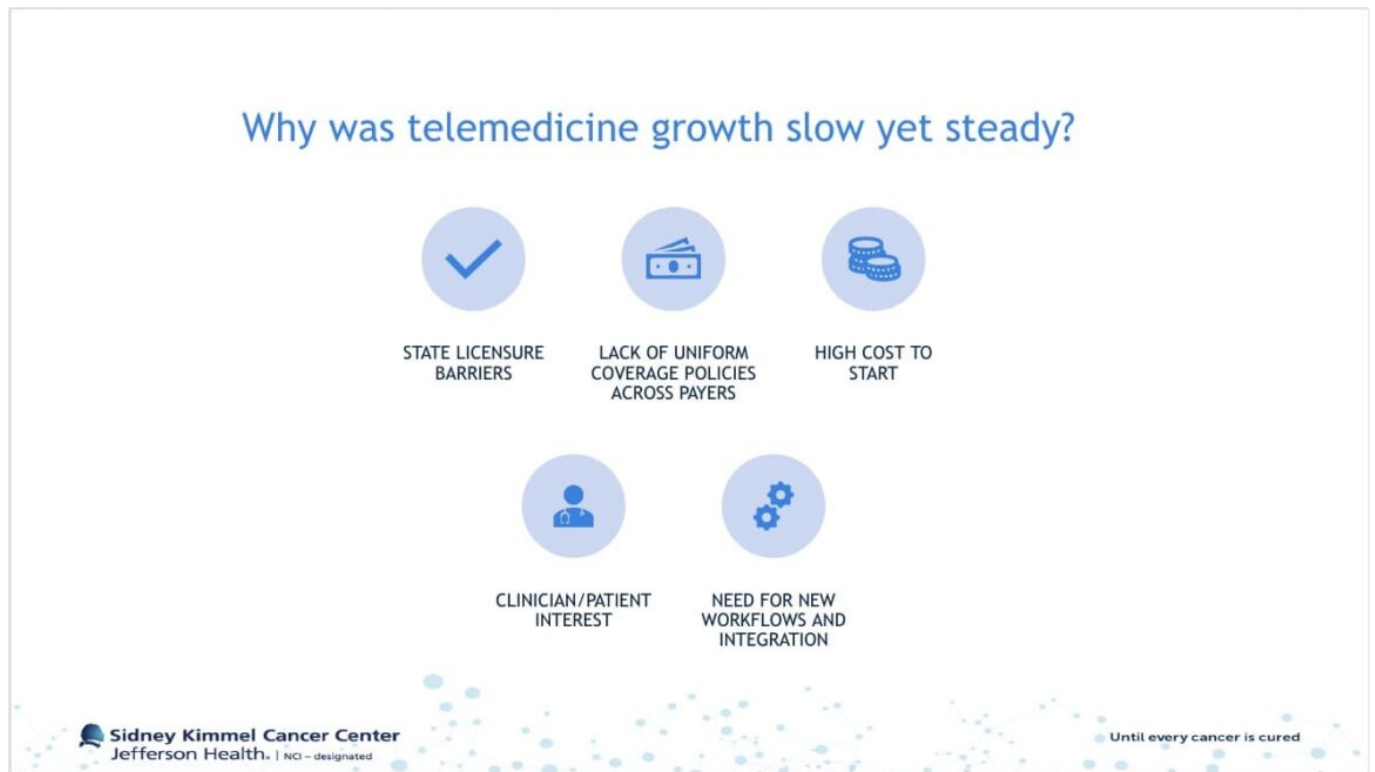 Why was telemedicine growth slow yet steady?
STATE LICENSURE
BARRIERS
LACK OF UNIFORM
COVERAGE POLICIES
ACROSS PAYERS
HIGH COST TO
START
CLINICIAN/PATIENT
INTEREST
NEED FOR NEW
WORKFLOWS AND
INTEGRATION
Sidney Kimmel Cancer Center
Jefferson Health. | NCI – designated
Until every cancer is cured